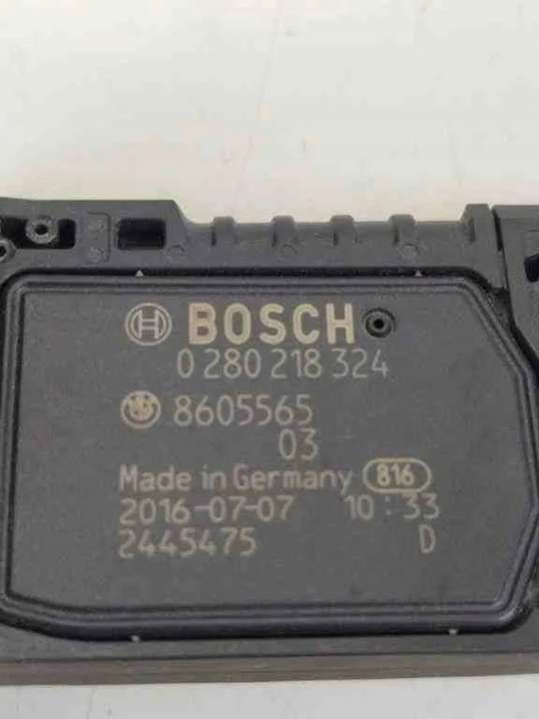 BOSCH
0 280 218 324
8605565
03
Made in Germany 816
2016-07-07 10:33
2445475 D